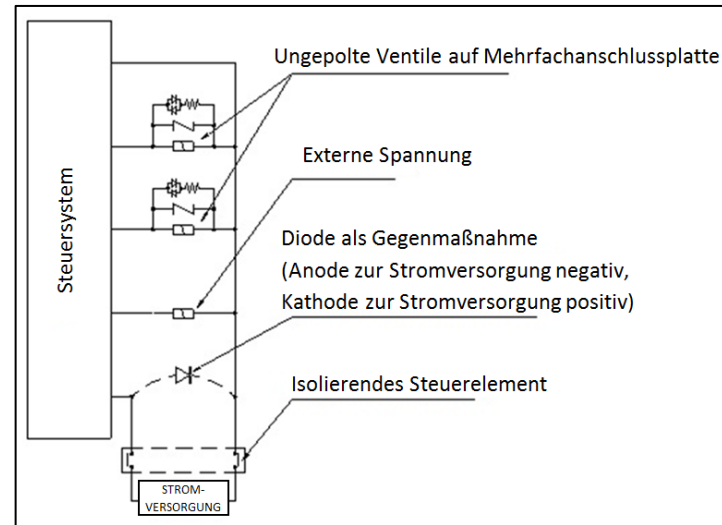 Ungepolte Ventile auf Mehrfachanschlussplatte
Externe Spannung
Steuersystem
Diode als Gegenmaßnahme
(Anode zur Stromversorgung negativ,
Kathode zur Stromversorgung positiv)
Isolierendes Steuerelement
STROM-
VERSORGUNG